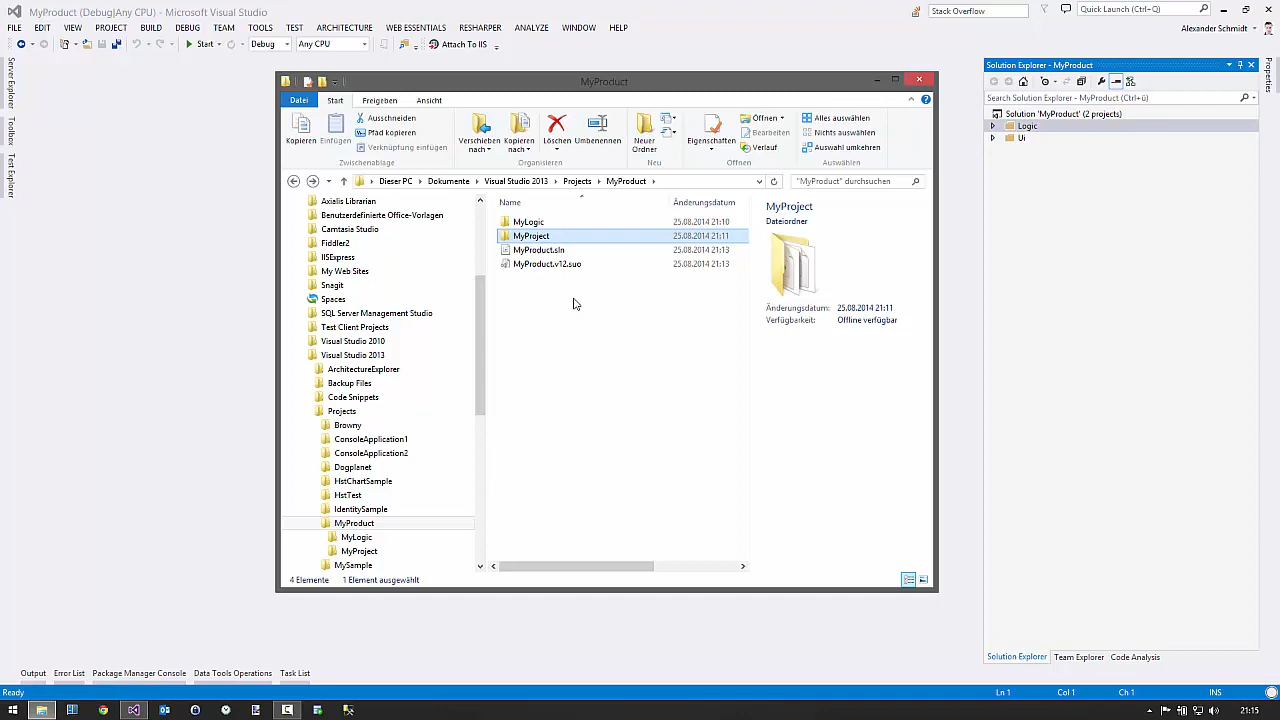 MyProduct (Debug|Any CPU) - Microsoft Visual Studio
Stack Overflow
Quick Launch (Ctrl+Q)
FILE EDIT VIEW PROJECT BUILD DEBUG TEAM TOOLS TEST ARCHITECTURE WEB ESSENTIALS RESHARPER ANALYZE WINDOW HELP
Alexander Schmidt
Start Debug Any CPU Attach To IIS
Server Explorer
Toolbox
Test Explorer
MyProduct
Datei Start Freigeben Ansicht
Kopieren Einfügen
Ausschneiden
Pfad kopieren
Verknüpfung einfügen
Zwischenablage
Verschieben nach
Kopieren nach
Löschen
Umbenennen
Organisieren
Neuer Ordner
Neu
Eigenschaften
Öffnen
Bearbeiten
Verlauf
Öffnen
Alles auswählen
Nichts auswählen
Auswahl umkehren
Auswählen
Dieser PC Dokumente Visual Studio 2013 Projects MyProduct
"MyProduct" durchsuchen
Axialis Librarian
Benutzerdefinierte Office-Vorlagen
Camtasia Studio
Fiddler2
IISExpress
My Web Sites
Snagit
Spaces
SQL Server Management Studio
Test Client Projects
Visual Studio 2010
Visual Studio 2013
ArchitectureExplorer
Backup Files
Code Snippets
Projects
Browny
ConsoleApplication1
ConsoleApplication2
Dogplanet
HstChartSample
HstTest
IdentitySample
MyProduct
MyLogic
MyProject
MySample
Name Änderungsdatum
MyLogic 25.08.2014 21:10
MyProject 25.08.2014 21:11
MyProduct.sln 25.08.2014 21:13
MyProduct.v12.suo 25.08.2014 21:13
MyProject
Dateiordner
Änderungsdatum: 25.08.2014 21:11
Verfügbarkeit: Offline verfügbar
4 Elemente 1 Element ausgewählt
Solution Explorer - MyProduct
Search Solution Explorer - MyProduct (Ctrl+ü)
Solution 'MyProduct' (2 projects)
Logic
Ui
Solution Explorer Team Explorer Code Analysis
Properties
Output Error List Package Manager Console Data Tools Operations Task List
Ready Ln 1 Col 1 Ch 1 INS
21:15